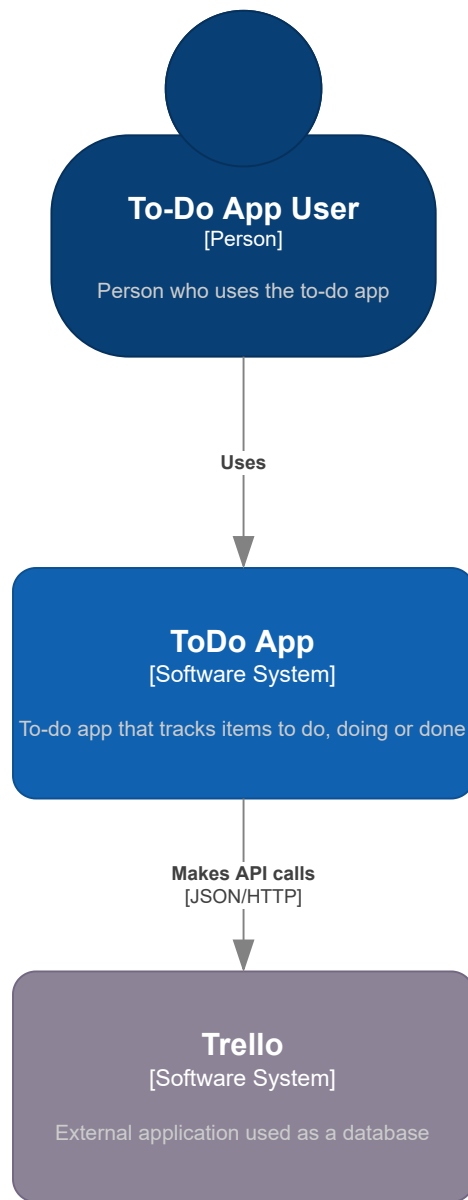 To-Do App User
[Person]
Person who uses the to-do app
Uses
ToDo App
[Software System]
To-do app that tracks items to do, doing or done
Makes API calls
[JSON/HTTP]
Trello
[Software System]
External application used as a database